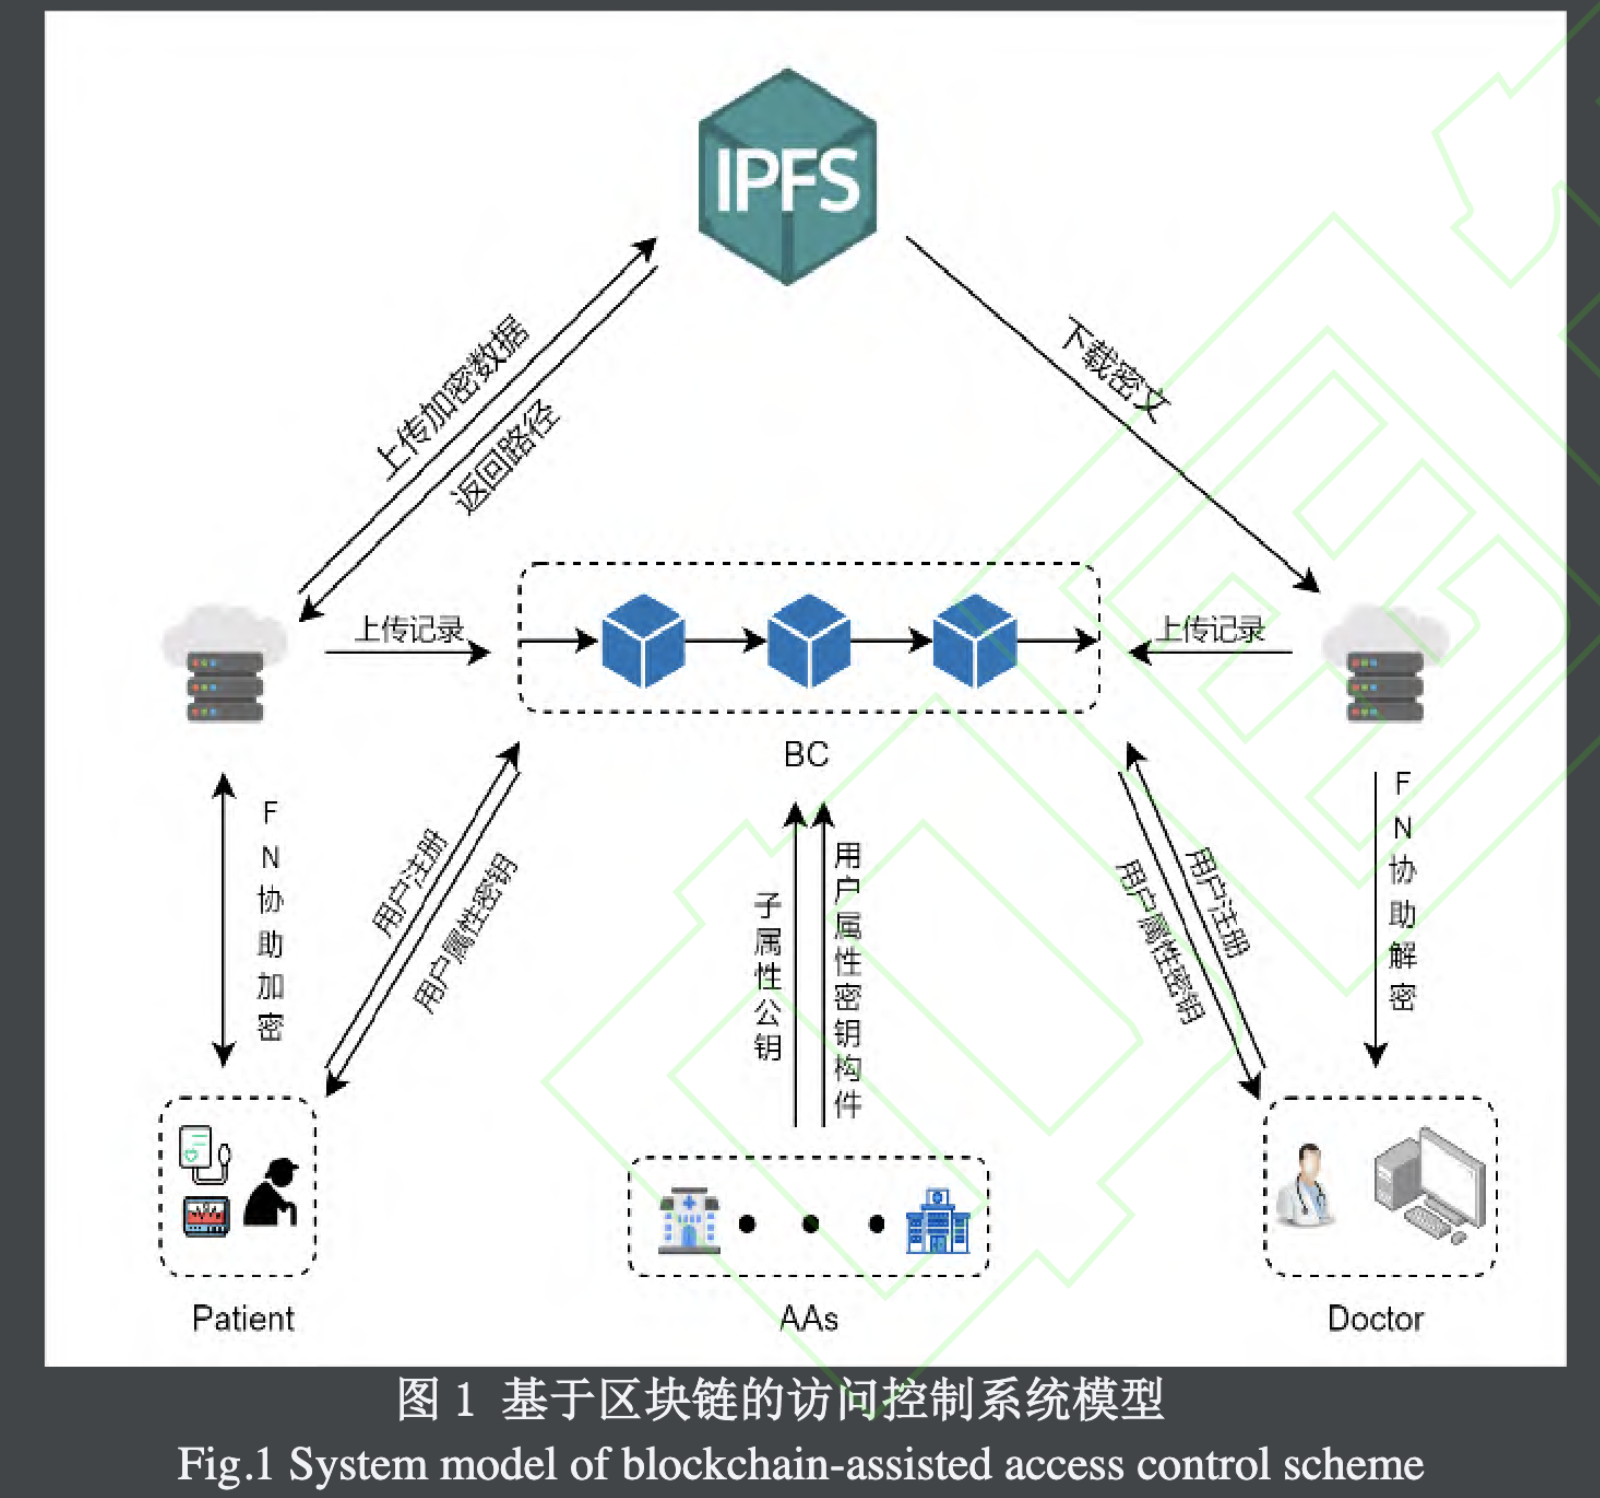 IPFS
上传加密数据
返回路径
下载密文
上传记录
上传记录
BC
FN协助加密
用户注册
用户属性密钥
子属性公钥
用户属性密钥构件
用户注册
用户属性密钥
FN协助解密
Patient
AAs
Doctor
图 1 基于区块链的访问控制系统模型
Fig.1 System model of blockchain-assisted access control scheme